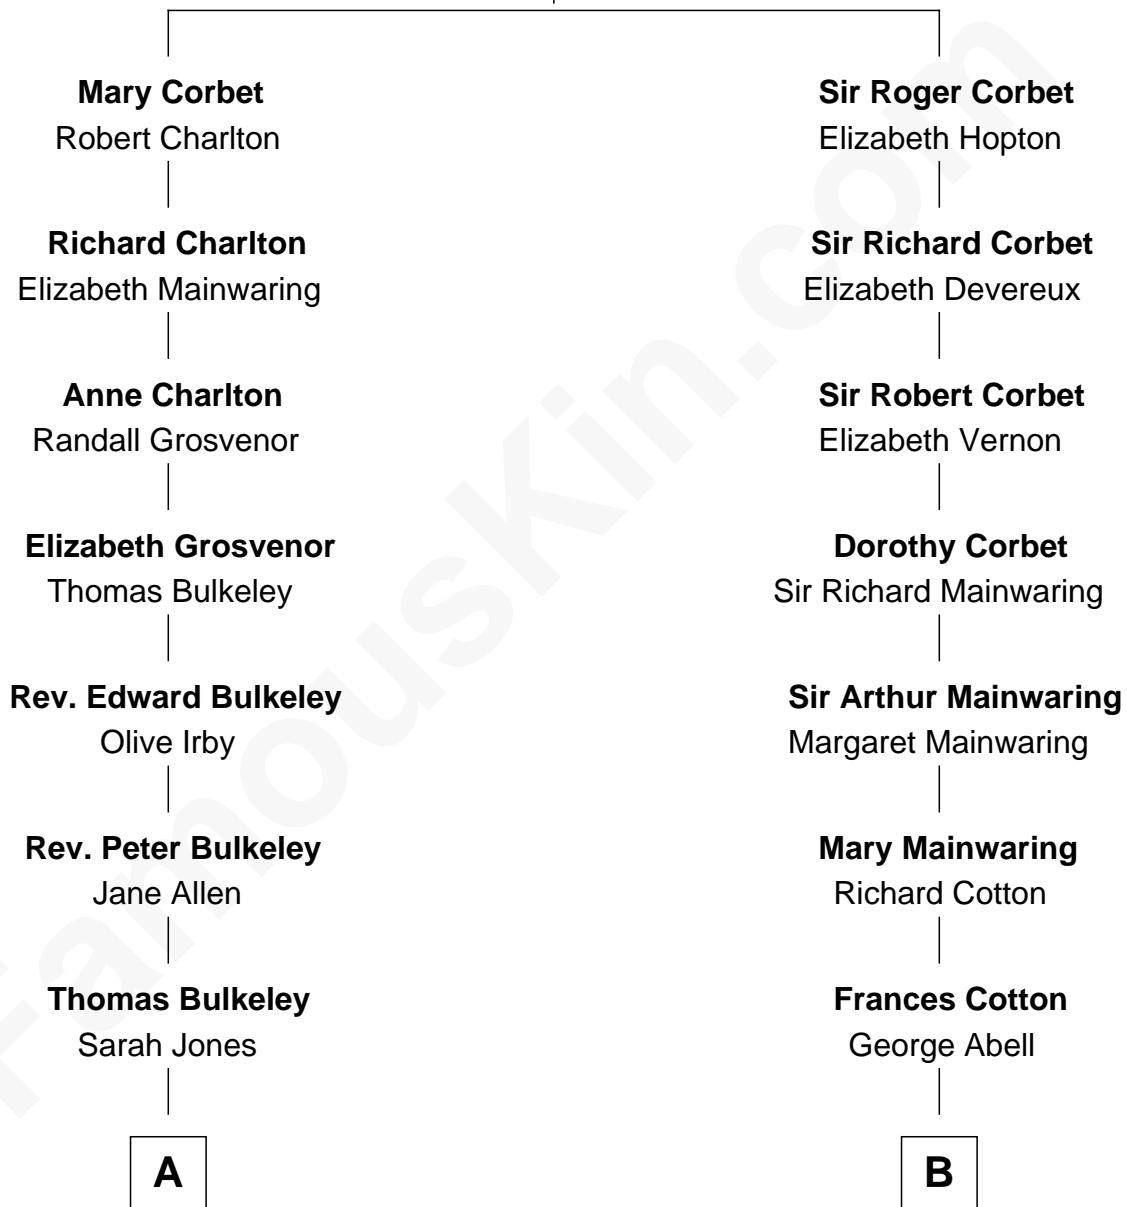 Mary Corbet
Robert Charlton
Sir Roger Corbet
Elizabeth Hopton
Richard Charlton
Elizabeth Mainwaring
Sir Richard Corbet
Elizabeth Devereux
Anne Charlton
Randall Grosvenor
Sir Robert Corbet
Elizabeth Vernon
Elizabeth Grosvenor
Thomas Bulkeley
Dorothy Corbet
Sir Richard Mainwaring
Rev. Edward Bulkeley
Olive Irby
Sir Arthur Mainwaring
Margaret Mainwaring
Rev. Peter Bulkeley
Jane Allen
Mary Mainwaring
Richard Cotton
Thomas Bulkeley
Sarah Jones
Frances Cotton
George Abell
A
B
FamousKin.com